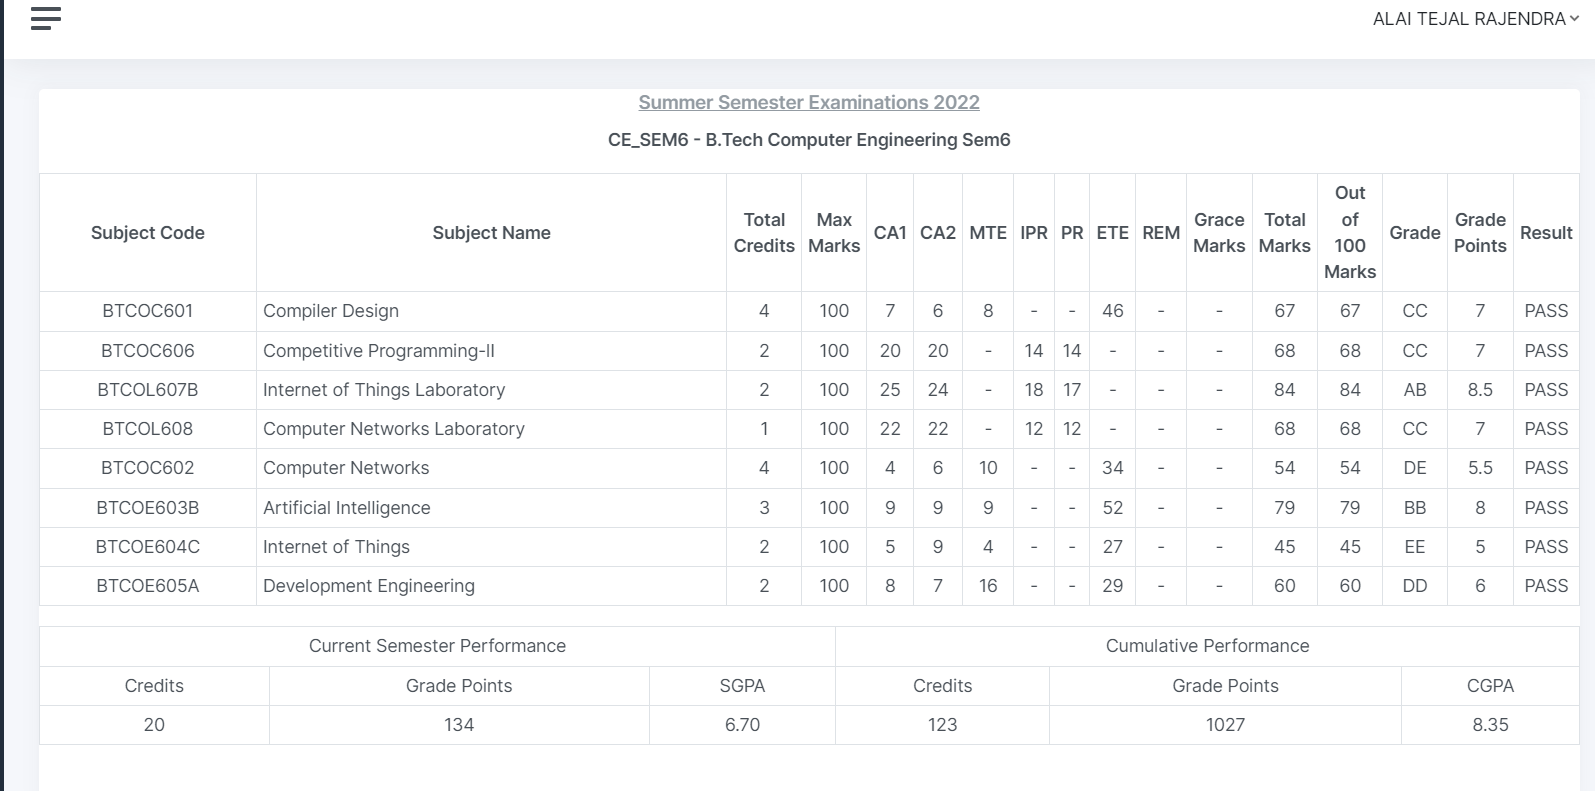 ALAI TEJAL RAJENDRA
Summer Semester Examinations 2022
CE_SEM6 - B.Tech Computer Engineering Sem6
Subject Code Subject Name Total Credits Max Marks CA1 CA2 MTE IPR PR ETE REM Grace Marks Total Marks Out of 100 Marks Grade Grade Points Result
BTCOC601 Compiler Design 4 100 7 6 8 - - 46 - - 67 67 CC 7 PASS
BTCOC606 Competitive Programming-II 2 100 20 20 - 14 14 - - - 68 68 CC 7 PASS
BTCOL607B Internet of Things Laboratory 2 100 25 24 - 18 17 - - - 84 84 AB 8.5 PASS
BTCOL608 Computer Networks Laboratory 1 100 22 22 - 12 12 - - - 68 68 CC 7 PASS
BTCOC602 Computer Networks 4 100 4 6 10 - - 34 - - 54 54 DE 5.5 PASS
BTCOE603B Artificial Intelligence 3 100 9 9 9 - - 52 - - 79 79 BB 8 PASS
BTCOE604C Internet of Things 2 100 5 9 4 - - 27 - - 45 45 EE 5 PASS
BTCOE605A Development Engineering 2 100 8 7 16 - - 29 - - 60 60 DD 6 PASS
Current Semester Performance Cumulative Performance
Credits Grade Points SGPA Credits Grade Points CGPA
20 134 6.70 123 1027 8.35